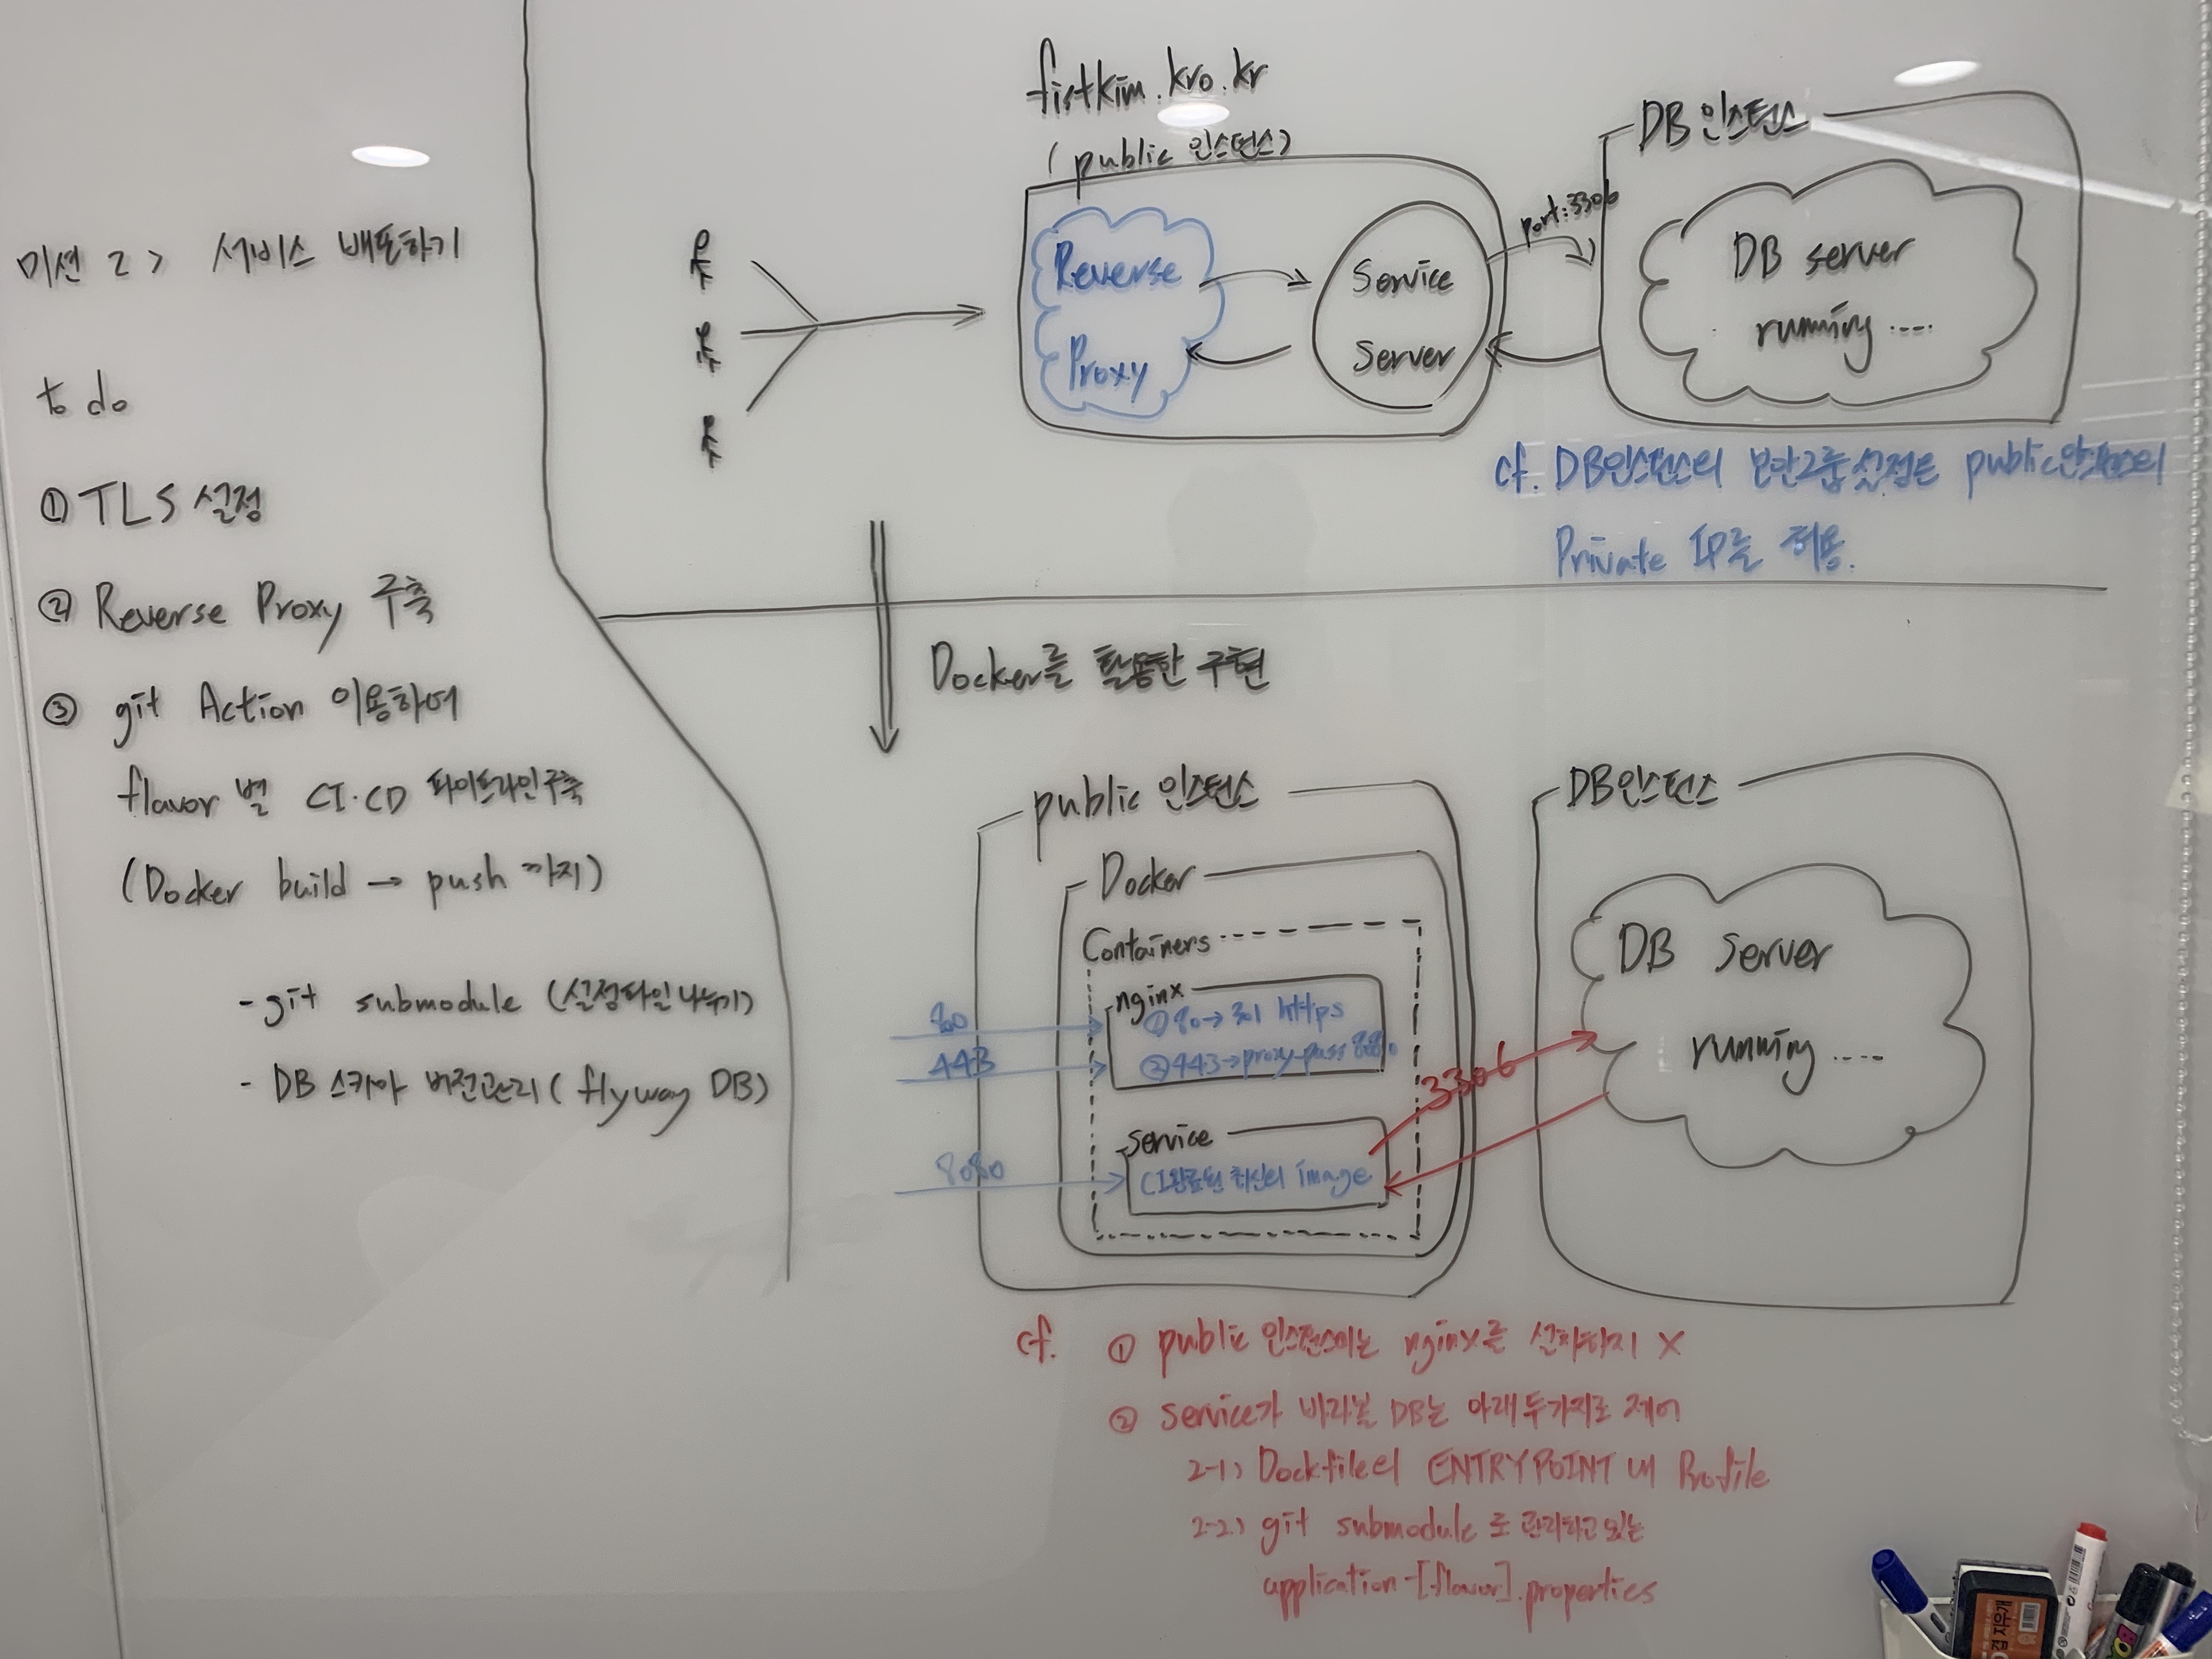 미션 2> 서비스 배포하기
to do
① TLS 설정
② Reverse Proxy 구축
③ git Action 이용하여
flavor 별 CI·CD 파이프라인구축
(Docker build → push 까지)
- git submodule (설정파일 나누기)
- DB 스키마 버전관리 ( flyway DB)
firtkim.kro.kr
( public 인스턴스)
Reverse
Proxy
Service
Server
port:3306
DB 인스턴스
DB server
running ....
cf. DB인스턴스의 보안그룹설정은 public인스턴스의
Private IP를 허용.
Docker를 활용한 구현
public 인스턴스
Docker
Containers
nginx
① 80→ 301 https
② 443→proxy-pass 8080
80
443
service
CI완료된 최신의 image
8080
3306
DB인스턴스
DB Server
running ....
cf. ① public 인스턴스에는 nginx를 설치하지 X
② service가 바라볼 DB는 아래 두가지로 제어
2-1) Dockfile의 ENTRYPOINT 내 Profile
2-2) git submodule 로 관리하고 있는
application-[flavor].properties